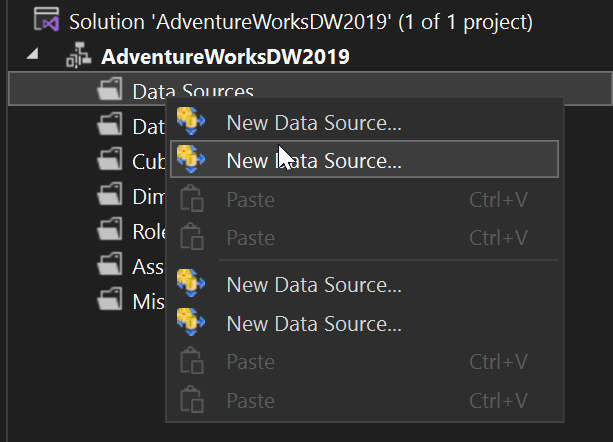 Solution 'AdventureWorksDW2019' (1 of 1 project)
AdventureWorksDW2019
Data Sources
Dat
Cub
Dim
Role
Ass
Mis
New Data Source...
New Data Source...
Paste Ctrl+V
Paste Ctrl+V
New Data Source...
New Data Source...
Paste Ctrl+V
Paste Ctrl+V